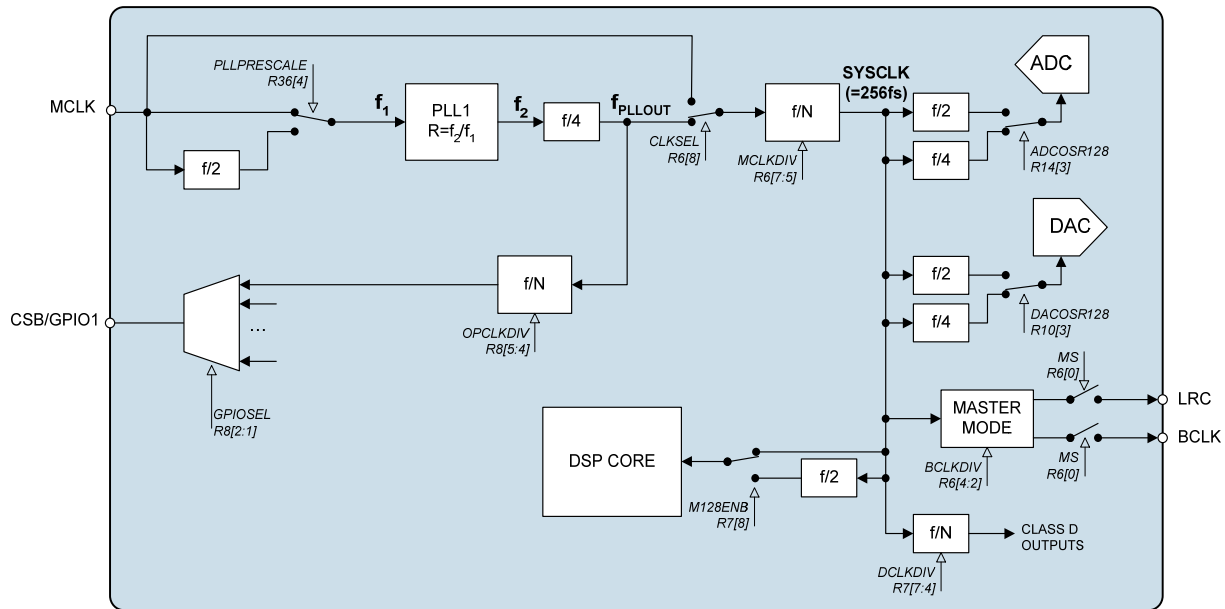 PLLPRESCALE
R36[4]
MCLK
f/2
f1
PLL1
R=f2/f1
f2
f/4
fPLLOUT
CLKSEL
R6[8]
f/N
MCLKDIV
R6[7:5]
SYSCLK
(=256fs)
f/2
f/4
ADC
ADCOSR128
R14[3]
DAC
f/2
f/4
DACOSR128
R10[3]
f/N
OPCLKDIV
R8[5:4]
CSB/GPIO1
...
GPIOSEL
R8[2:1]
MS
R6[0]
LRC
MASTER
MODE
BCLK
BCLKDIV
R6[4:2]
MS
R6[0]
DSP CORE
f/2
M128ENB
R7[8]
f/N
CLASS D
OUTPUTS
DCLKDIV
R7[7:4]